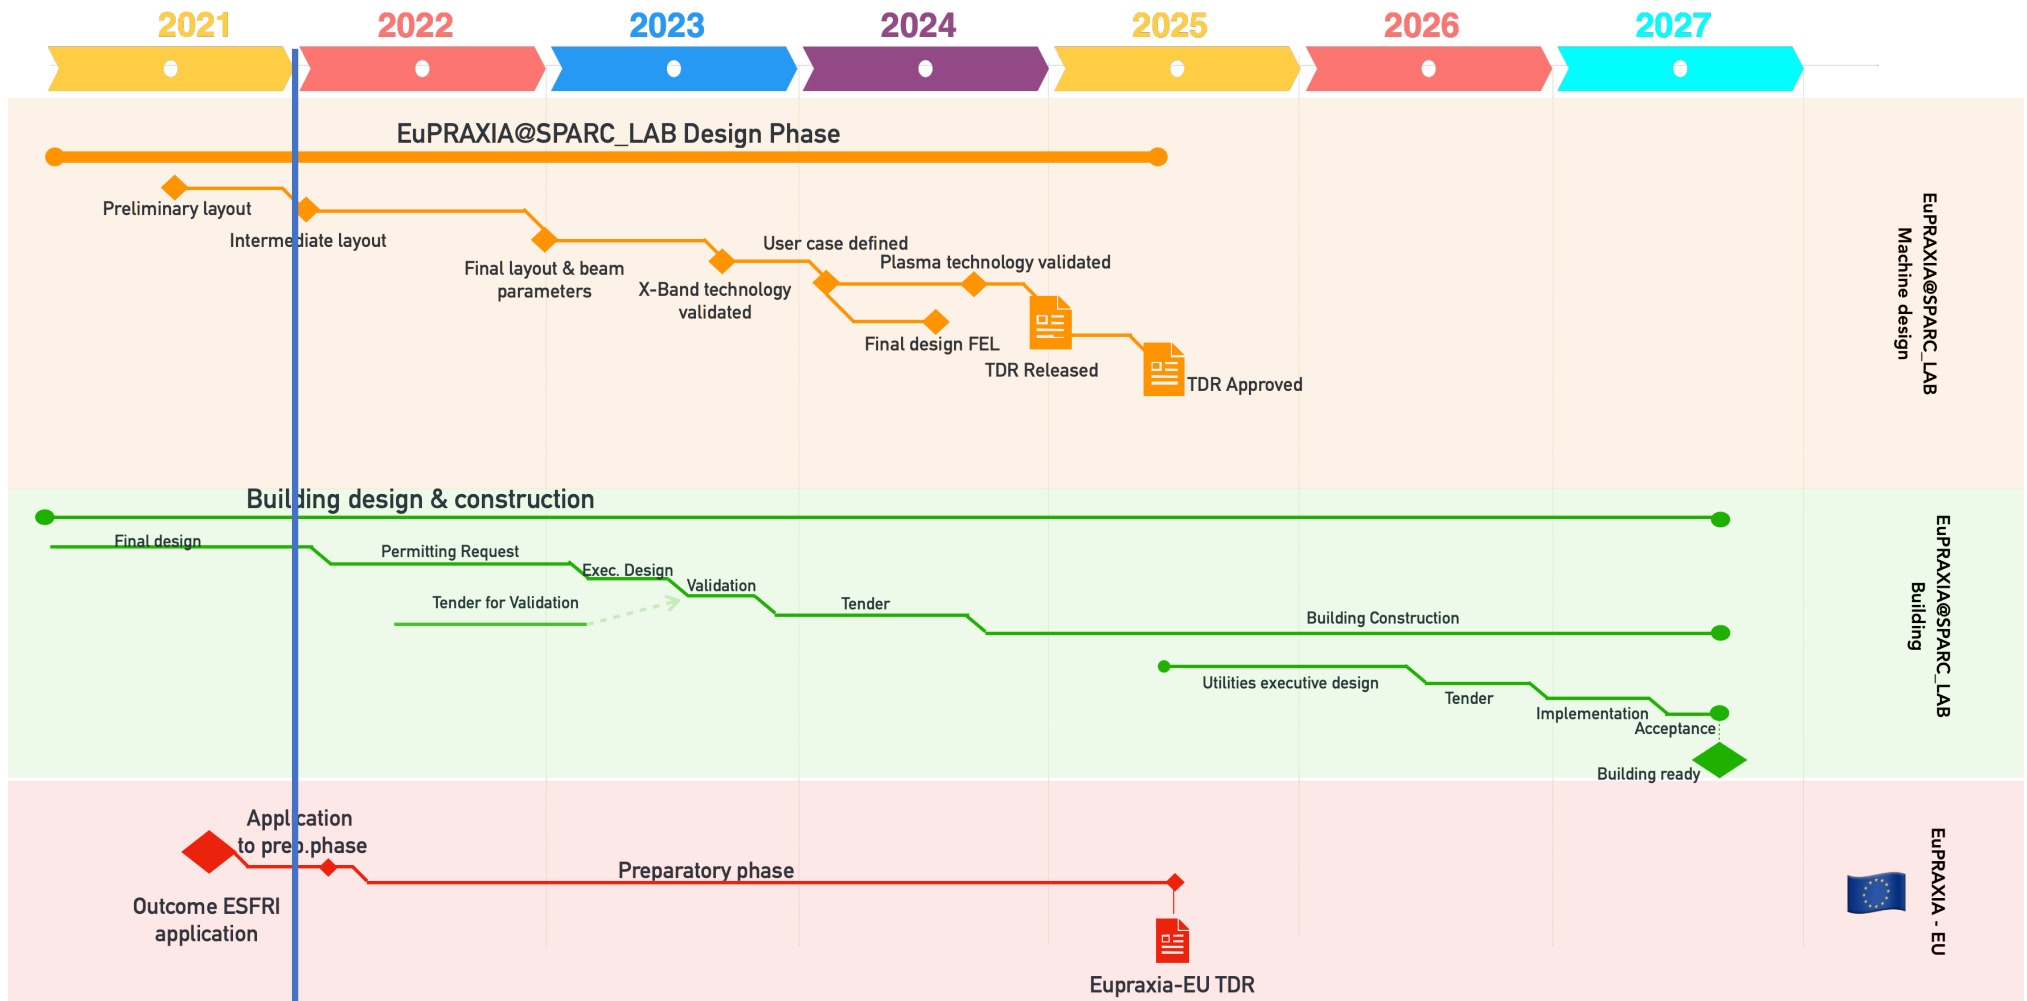 2021
2022
2023
2024
2025
2026
2027
EuPRAXIA@SPARC_LAB Design Phase
Preliminary layout
Intermediate layout
Final layout & beam
parameters
X-Band technology
validated
User case defined
Plasma technology validated
Final design FEL
TDR Released
TDR Approved
EuPRAXIA@SPARC_LAB
Machine design
Building design & construction
Final design
Permitting Request
Exec. Design
Validation
Tender for Validation
Tender
Building Construction
Utilities executive design
Tender
Implementation
Acceptance
Building ready
EuPRAXIA@SPARC_LAB
Building
Application
to prep.phase
Preparatory phase
Outcome ESFRI
application
Eupraxia-EU TDR
EuPRAXIA - EU